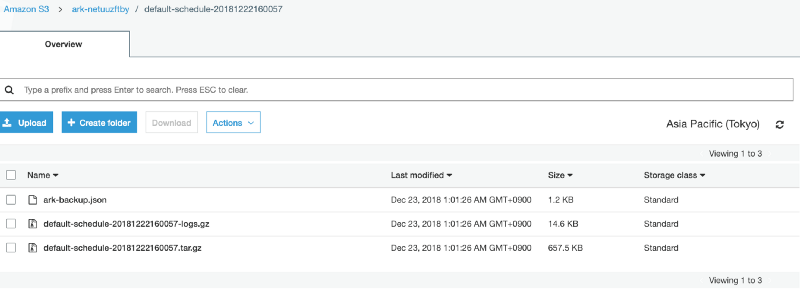 Amazon S3 > ark-netuuzftby / default-schedule-20181222160057
Overview
Type a prefix and press Enter to search. Press ESC to clear.
Upload + Create folder Download Actions Asia Pacific (Tokyo)
Viewing 1 to 3
Name Last modified Size Storage class
ark-backup.json Dec 23, 2018 1:01:26 AM GMT+0900 1.2 KB Standard
default-schedule-20181222160057-logs.gz Dec 23, 2018 1:01:26 AM GMT+0900 14.6 KB Standard
default-schedule-20181222160057.tar.gz Dec 23, 2018 1:01:26 AM GMT+0900 657.5 KB Standard
Viewing 1 to 3